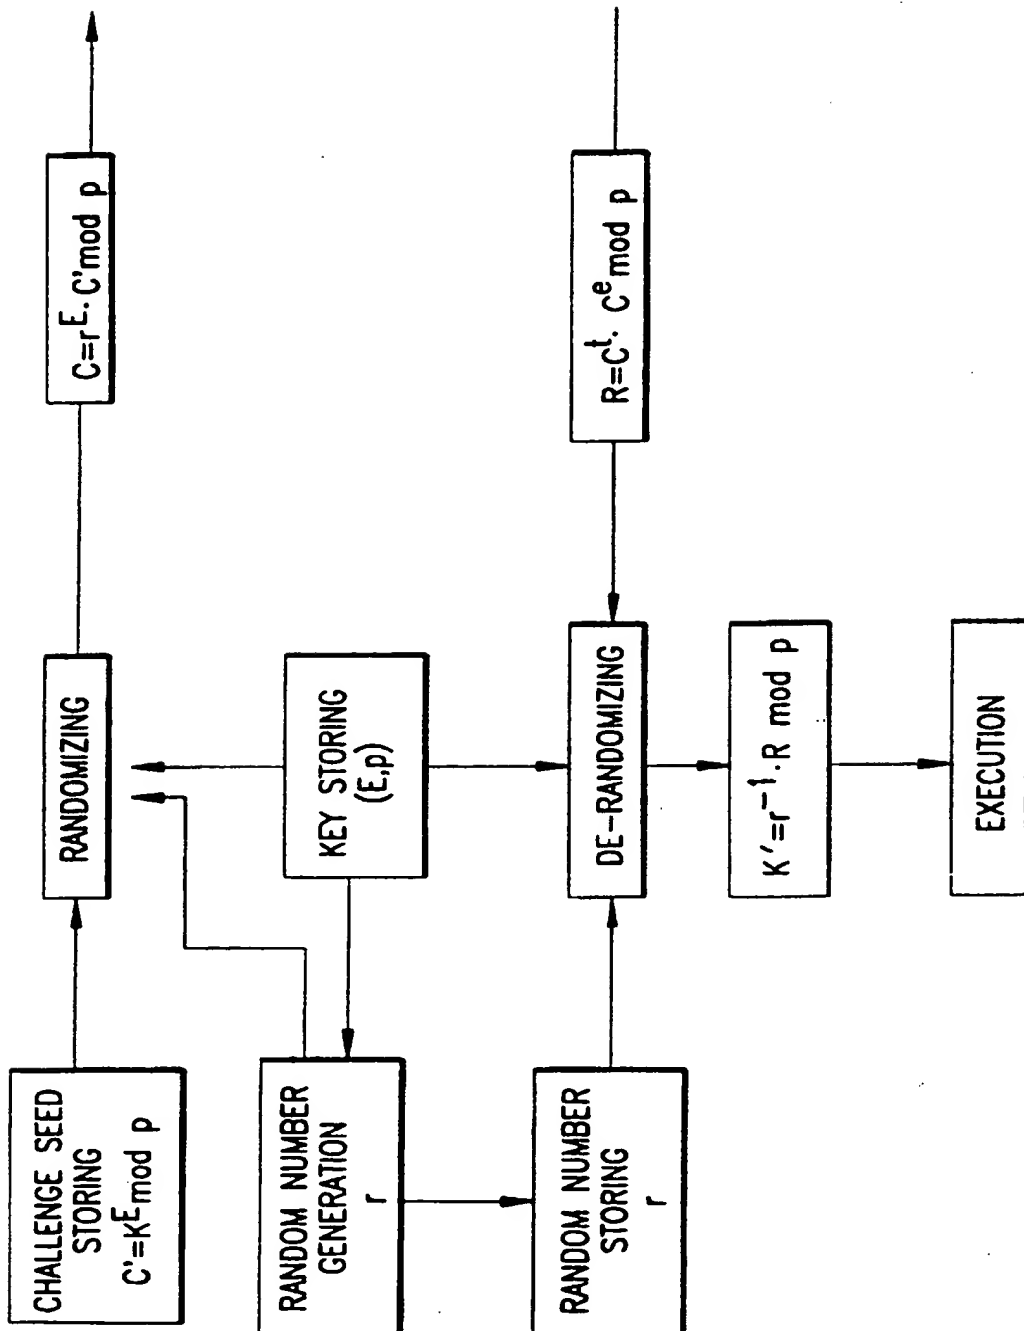 CHALLENGE SEED
STORING
C'=K^E mod p
RANDOMIZING
C=r^E·C'mod p
RANDOM NUMBER
GENERATION
r
KEY STORING
(E,p)
RANDOM NUMBER
STORING
r
DE-RANDOMIZING
R=C^t·C^e mod p
K'=r^-1·R mod p
EXECUTION